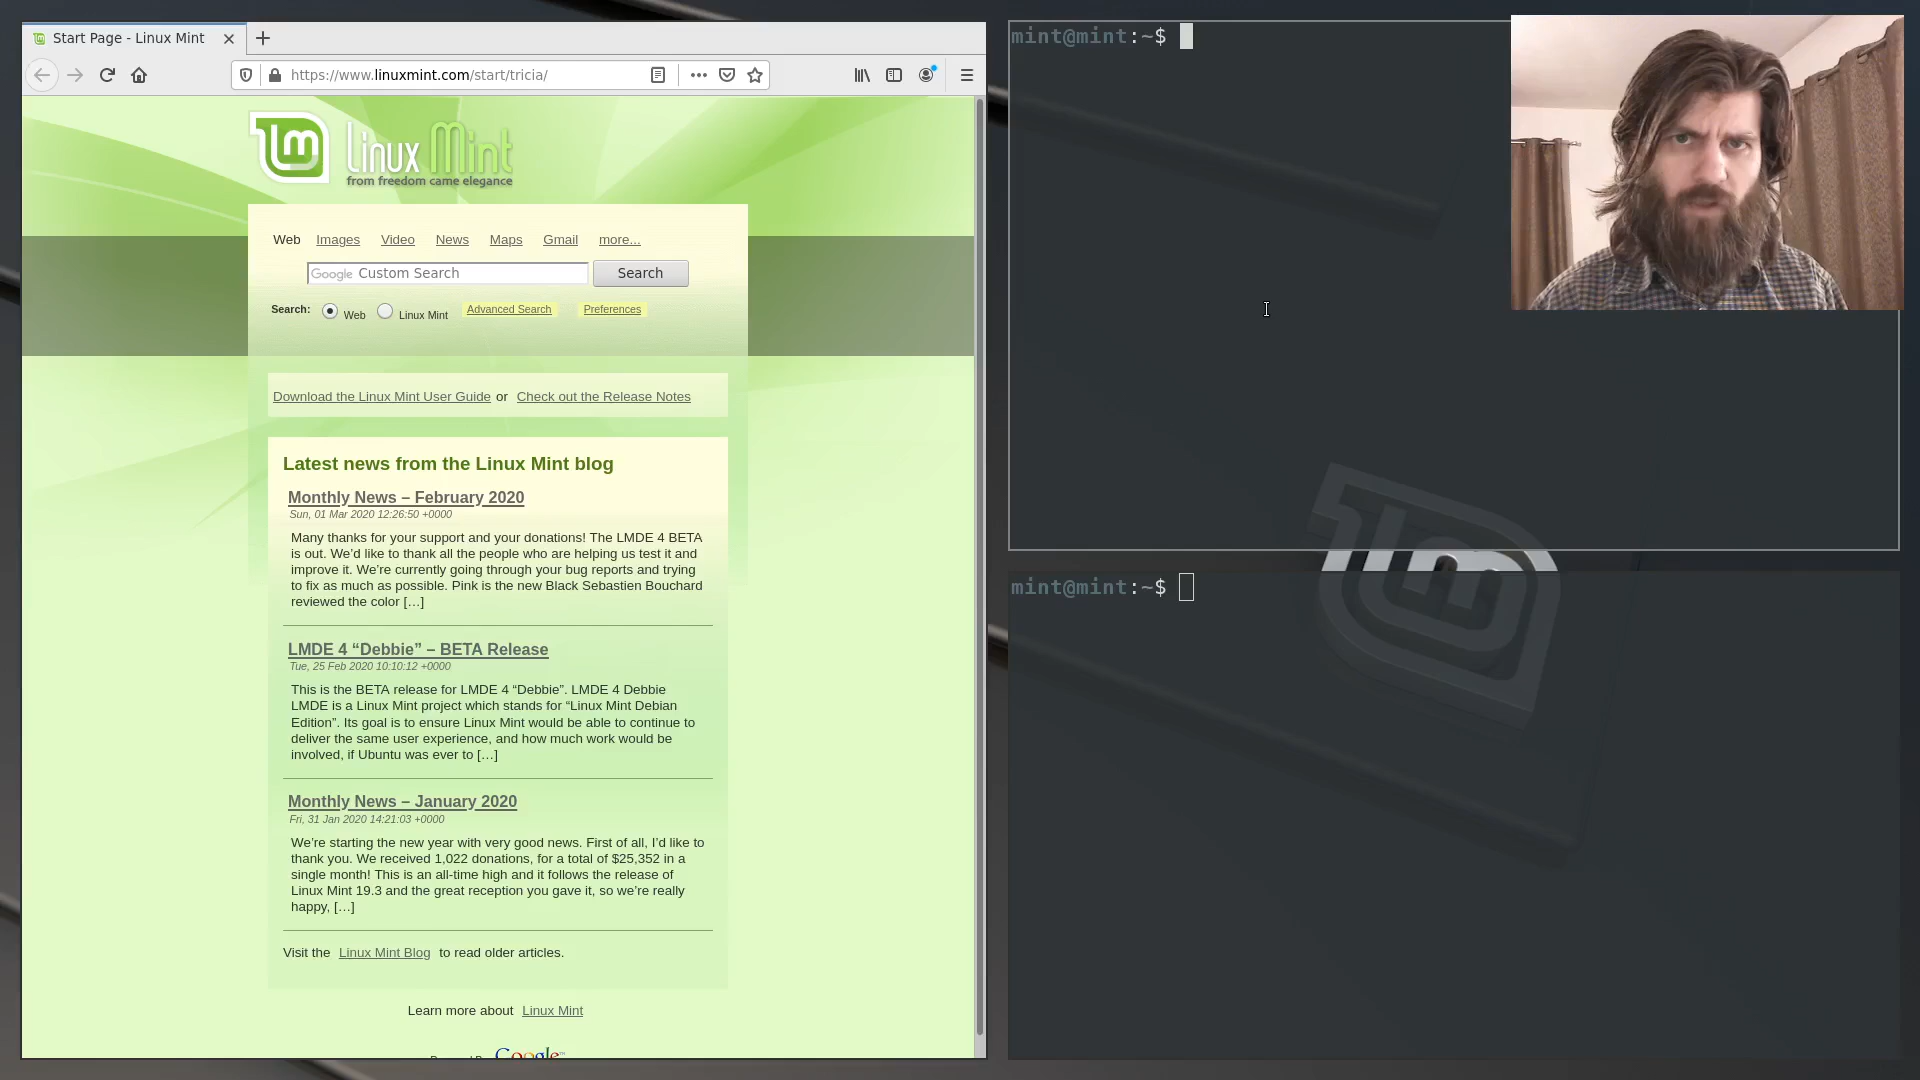 Start Page - Linux Mint
https://www.linuxmint.com/start/tricia/
Linux Mint
from freedom came elegance
Web Images Video News Maps Gmail more...
Google Custom Search Search
Search: Web Linux Mint Advanced Search Preferences
Download the Linux Mint User Guide or Check out the Release Notes
Latest news from the Linux Mint blog
Monthly News – February 2020
Sun, 01 Mar 2020 12:26:50 +0000
Many thanks for your support and your donations! The LMDE 4 BETA
is out. We’d like to thank all the people who are helping us test it and
improve it. We’re currently going through your bug reports and trying
to fix as much as possible. Pink is the new Black Sebastien Bouchard
reviewed the color […]
LMDE 4 “Debbie” – BETA Release
Tue, 25 Feb 2020 10:10:12 +0000
This is the BETA release for LMDE 4 “Debbie”. LMDE 4 Debbie
LMDE is a Linux Mint project which stands for “Linux Mint Debian
Edition”. Its goal is to ensure Linux Mint would be able to continue to
deliver the same user experience, and how much work would be
involved, if Ubuntu was ever to […]
Monthly News – January 2020
Fri, 31 Jan 2020 14:21:03 +0000
We’re starting the new year with very good news. First of all, I’d like to
thank you. We received 1,022 donations, for a total of $25,352 in a
single month! This is an all-time high and it follows the release of
Linux Mint 19.3 and the great reception you gave it, so we’re really
happy, […]
Visit the Linux Mint Blog to read older articles.
Learn more about Linux Mint
Google
mint@mint:~$
mint@mint:~$